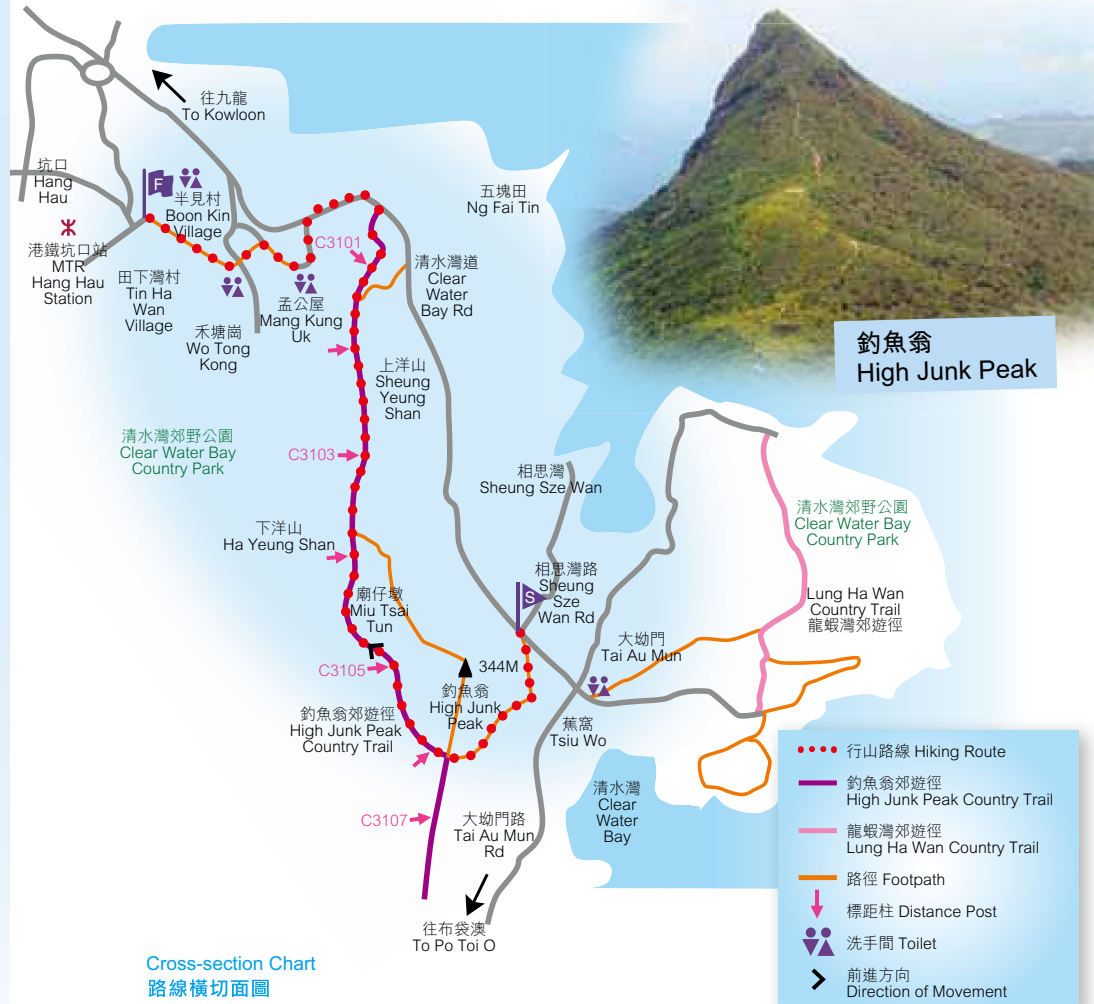 往九龍
To Kowloon
坑口
Hang
Hau
F
半見村
Boon Kin
Village
港鐵坑口站
MTR
Hang Hau
Station
田下灣村
Tin Ha
Wan
Village
禾塘崗
Wo Tong
Kong
孟公屋
Mang Kung
Uk
C3101
五塊田
Ng Fai Tin
清水灣道
Clear
Water
Bay Rd
釣魚翁
High Junk Peak
上洋山
Sheung
Yeung
Shan
清水灣郊野公園
Clear Water Bay
Country Park
C3103
相思灣
Sheung Sze Wan
清水灣郊野公園
Clear Water Bay
Country Park
下洋山
Ha Yeung Shan
相思灣路
Sheung
Sze
Wan Rd
S
Lung Ha Wan
Country Trail
龍蝦灣郊遊徑
廟仔墩
Miu Tsai
Tun
大坳門
Tai Au Mun
C3105
344M
釣魚翁
High Junk
Peak
釣魚翁郊遊徑
High Junk Peak
Country Trail
蕉窩
Tsiu Wo
清水灣
Clear
Water
Bay
C3107
大坳門路
Tai Au Mun
Rd
往布袋澳
To Po Toi O
行山路線 Hiking Route
釣魚翁郊遊徑
High Junk Peak Country Trail
龍蝦灣郊遊徑
Lung Ha Wan Country Trail
路徑 Footpath
標距柱 Distance Post
洗手間 Toilet
前進方向
Direction of Movement
Cross-section Chart
路線橫切面圖